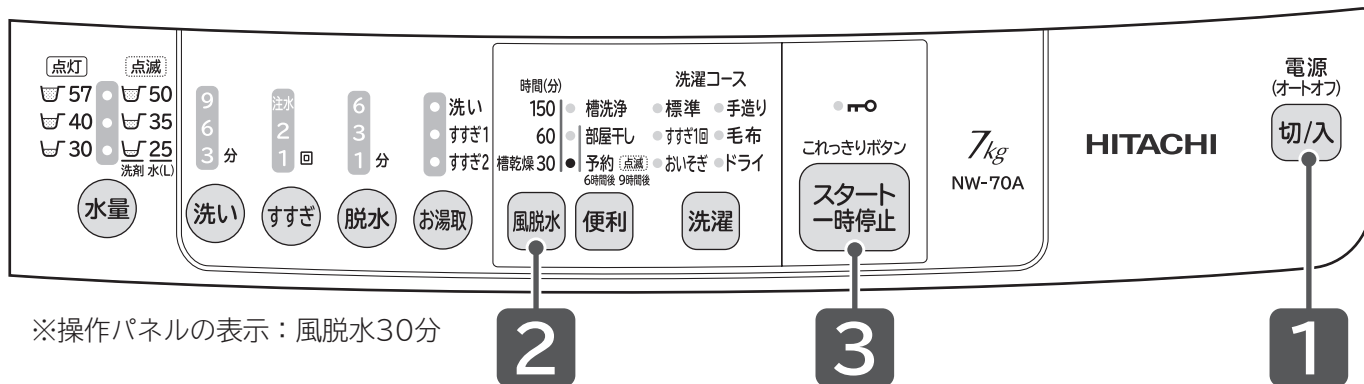 点灯 点滅
57 50
40 35
30 25
洗剤 水(L)
水量
9
6
3 分
洗い
注水
2
1 回
すすぎ
6
3
1 分
脱水
洗い
すすぎ1
すすぎ2
お湯取
時間(分)
150
60
槽乾燥 30
風脱水
槽洗浄
部屋干し
予約 点滅
6時間後 9時間後
便利
洗濯コース
標準 手造り
すすぎ1回 毛布
おいそぎ ドライ
洗濯
これっきりボタン
スタート
一時停止
7kg
NW-70A
HITACHI
電源
(オートオフ)
切/入
※操作パネルの表示：風脱水30分
2
3
1